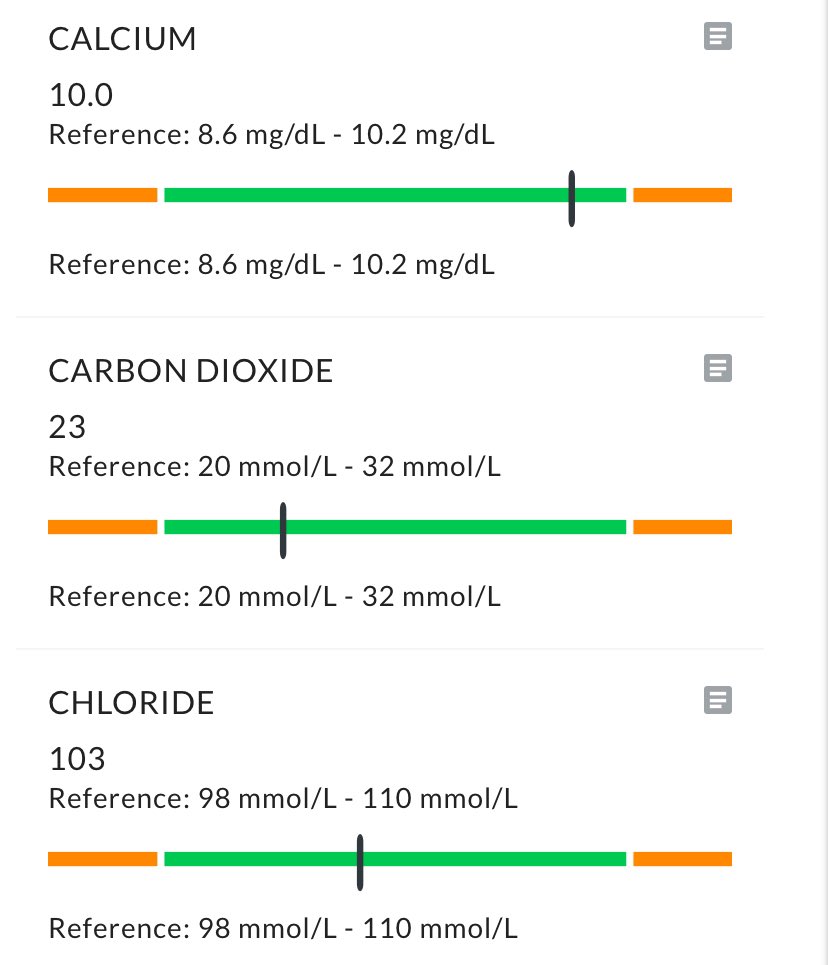 CALCIUM
10.0
Reference: 8.6 mg/dL - 10.2 mg/dL
Reference: 8.6 mg/dL - 10.2 mg/dL
CARBON DIOXIDE
23
Reference: 20 mmol/L - 32 mmol/L
Reference: 20 mmol/L - 32 mmol/L
CHLORIDE
103
Reference: 98 mmol/L - 110 mmol/L
Reference: 98 mmol/L - 110 mmol/L